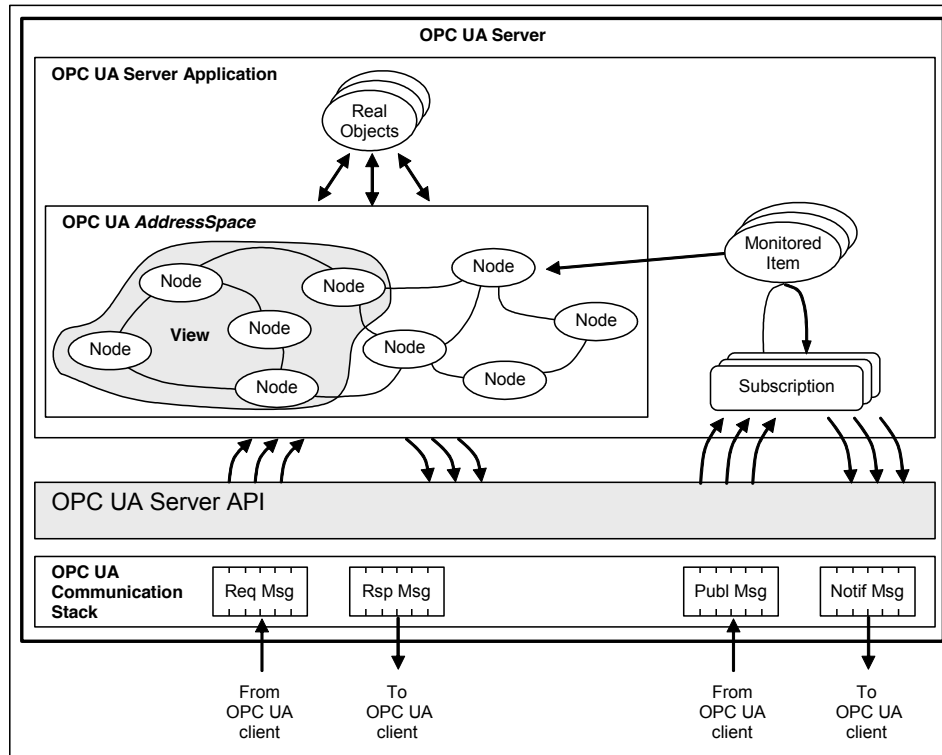 OPC UA Server
OPC UA Server Application
Real
Objects
OPC UA AddressSpace
Monitored
Item
Node
Node
Node
Node
Node
View
Node
Node
Node
Node
Subscription
OPC UA Server API
OPC UA
Communication
Stack
Req Msg
Rsp Msg
Publ Msg
Notif Msg
From
OPC UA
client
To
OPC UA
client
From
OPC UA
client
To
OPC UA
client